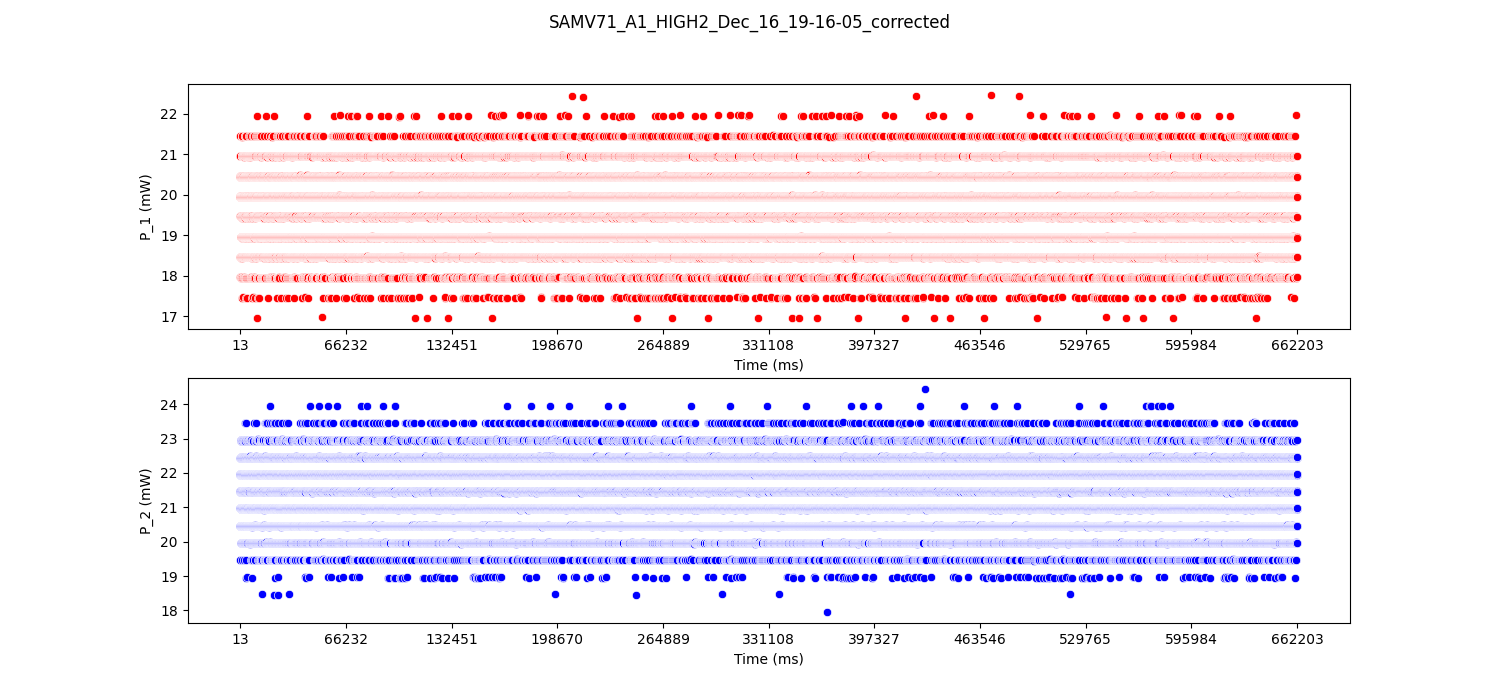 SAMV71_A1_HIGH2_Dec_16_19-16-05_corrected
22
21
20
19
18
17
P_1 (mW)
13 66232 132451 198670 264889 331108 397327 463546 529765 595984 662203
Time (ms)
24
23
22
21
20
19
18
P_2 (mW)
13 66232 132451 198670 264889 331108 397327 463546 529765 595984 662203
Time (ms)